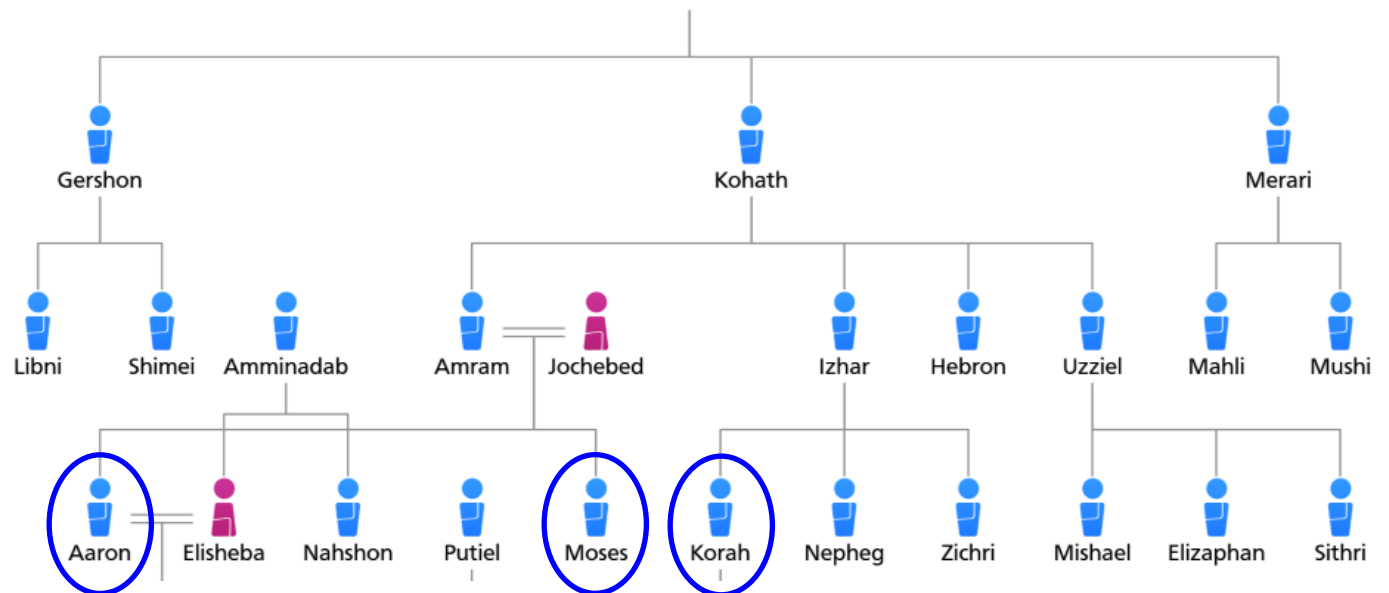 Gershon Kohath Merari
Libni Shimei Amminadab Amram Jochebed Izhar Hebron Uzziel Mahli Mushi
Aaron Elisheba Nahshon Putiel Moses Korah Nepheg Zichri Mishael Elizaphan Sithri